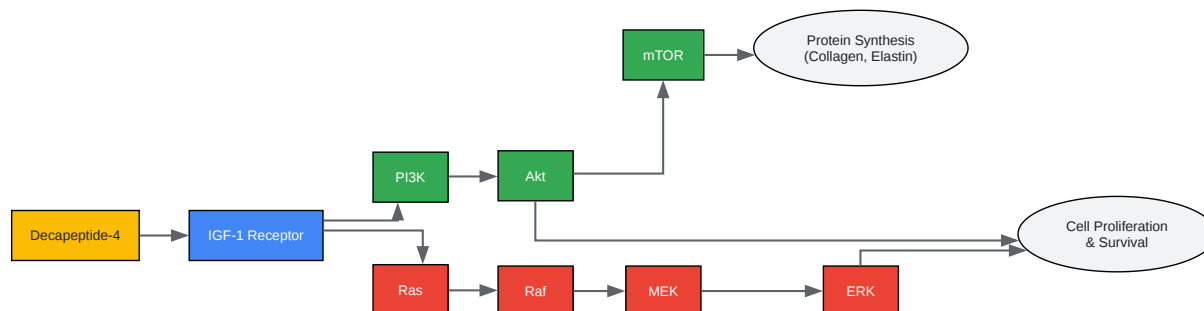 Protein Synthesis
(Collagen, Elastin)
mTOR
PI3K
Akt
Decapeptide-4
IGF-1 Receptor
Cell Proliferation
& Survival
Ras
Raf
MEK
ERK